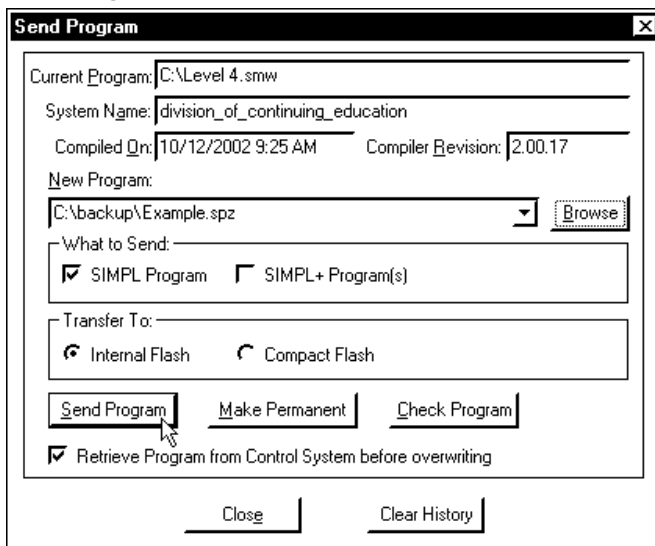 Send Program
Current Program: C:\Level 4.smw
System Name: division_of_continuing_education
Compiled On: 10/12/2002 9:25 AM Compiler Revision: 2.00.17
New Program:
C:\backup\Example.spz Browse
What to Send:
SIMPL Program SIMPL+ Program(s)
Transfer To:
Internal Flash Compact Flash
Send Program Make Permanent Check Program
Retrieve Program from Control System before overwriting
Close Clear History